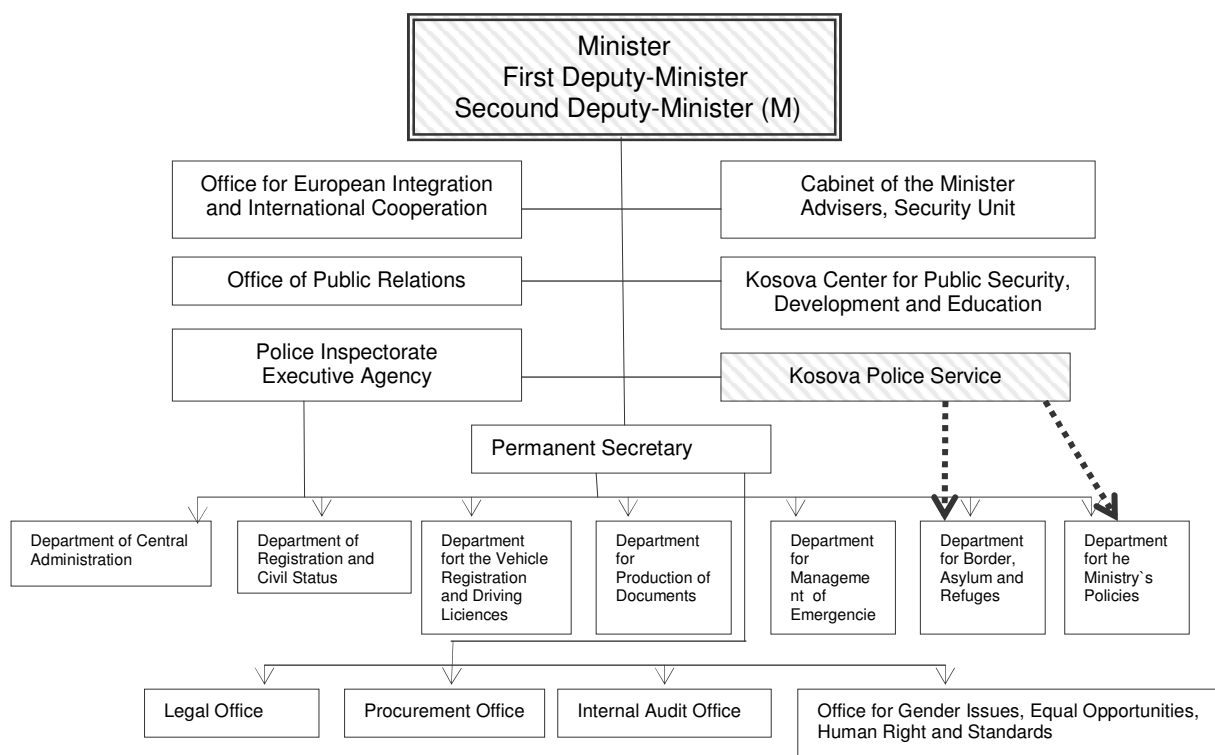 Minister
First Deputy-Minister
Secound Deputy-Minister (M)
Office for European Integration
and International Cooperation
Cabinet of the Minister
Advisers, Security Unit
Office of Public Relations
Kosova Center for Public Security,
Development and Education
Police Inspectorate
Executive Agency
Kosova Police Service
Permanent Secretary
Department of Central
Administration
Department of
Registration and
Civil Status
Department
fort the Vehicle
Registration
and Driving
Liciences
Department
for
Production of
Documents
Department
for
Manageme
nt of
Emergencie
Department
for Border,
Asylum and
Refuges
Department
fort he
Ministry`s
Policies
Legal Office
Procurement Office
Internal Audit Office
Office for Gender Issues, Equal Opportunities,
Human Right and Standards